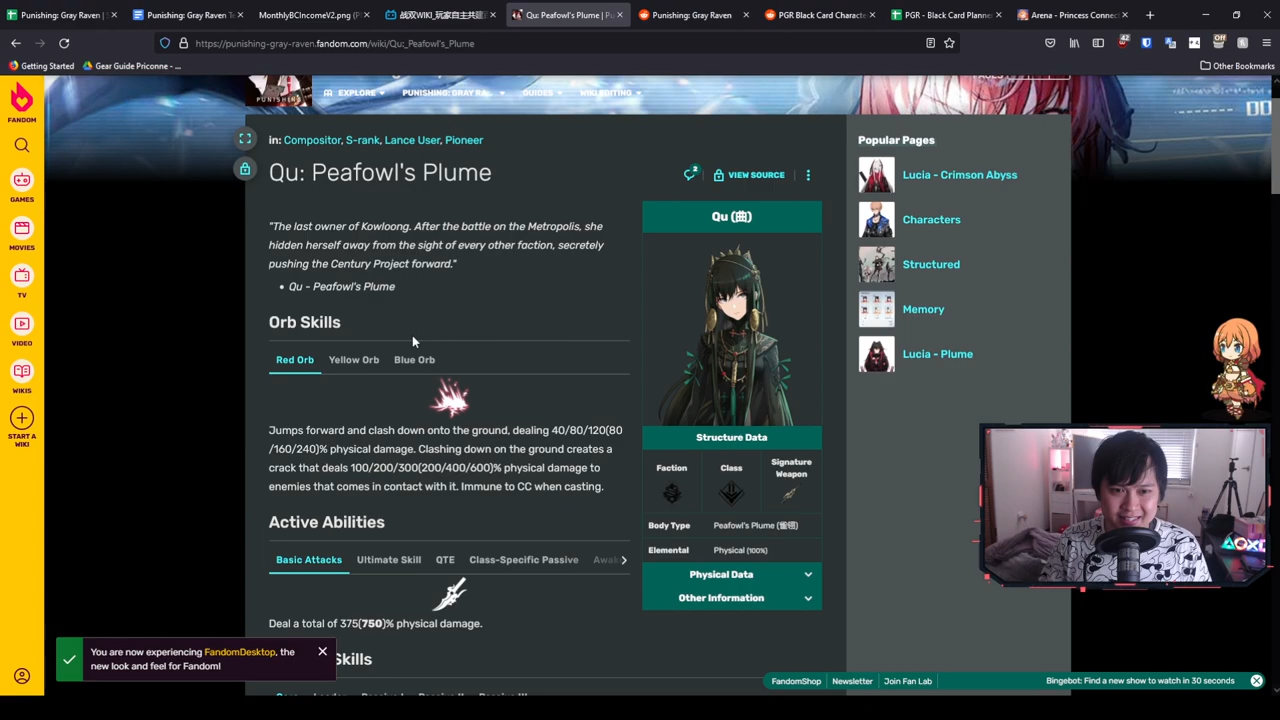 Punishing: Gray Raven | S
Punishing: Gray Raven Te
MonthlyBCIncomeV2.png (Pl
战双WIKI_玩家自主共建
Qu: Peafowl's Plume | Pu
Punishing: Gray Raven
PGR Black Card Characte
PGR - Black Card Planner
Arena - Princess Connect
https://punishing-gray-raven.fandom.com/wiki/Qu:_Peafowl's_Plume
42
Off
Getting Started
Gear Guide Priconne - ...
Other Bookmarks
FANDOM
GAMES
MOVIES
TV
VIDEO
WIKIS
START A
WIKI
PUNISHING
EXPLORE
PUNISHING: GRAY RA...
GUIDES
WIKI EDITING
in: Compositor, S-rank, Lance User, Pioneer
Qu: Peafowl's Plume
2
VIEW SOURCE
"The last owner of Kowloong. After the battle on the Metropolis, she
hidden herself away from the sight of every other faction, secretely
pushing the Century Project forward."
• Qu - Peafowl's Plume
Orb Skills
Red Orb
Yellow Orb
Blue Orb
Jumps forward and clash down onto the ground, dealing 40/80/120(80
/160/240)% physical damage. Clashing down on the ground creates a
crack that deals 100/200/300(200/400/600)% physical damage to
enemies that comes in contact with it. Immune to CC when casting.
Active Abilities
Basic Attacks
Ultimate Skill
QTE
Class-Specific Passive
Awak
Deal a total of 375(750)% physical damage.
Skills
Leader
Qu (曲)
Structure Data
Faction
Class
Signature
Weapon
Body Type
Peafowl's Plume (雀翎)
Elemental
Physical (100%)
Physical Data
Other Information
Popular Pages
Lucia - Crimson Abyss
Characters
Structured
Memory
Lucia - Plume
You are now experiencing FandomDesktop, the
new look and feel for Fandom!
FandomShop
Newsletter
Join Fan Lab
Bingebot: Find a new show to watch in 30 seconds